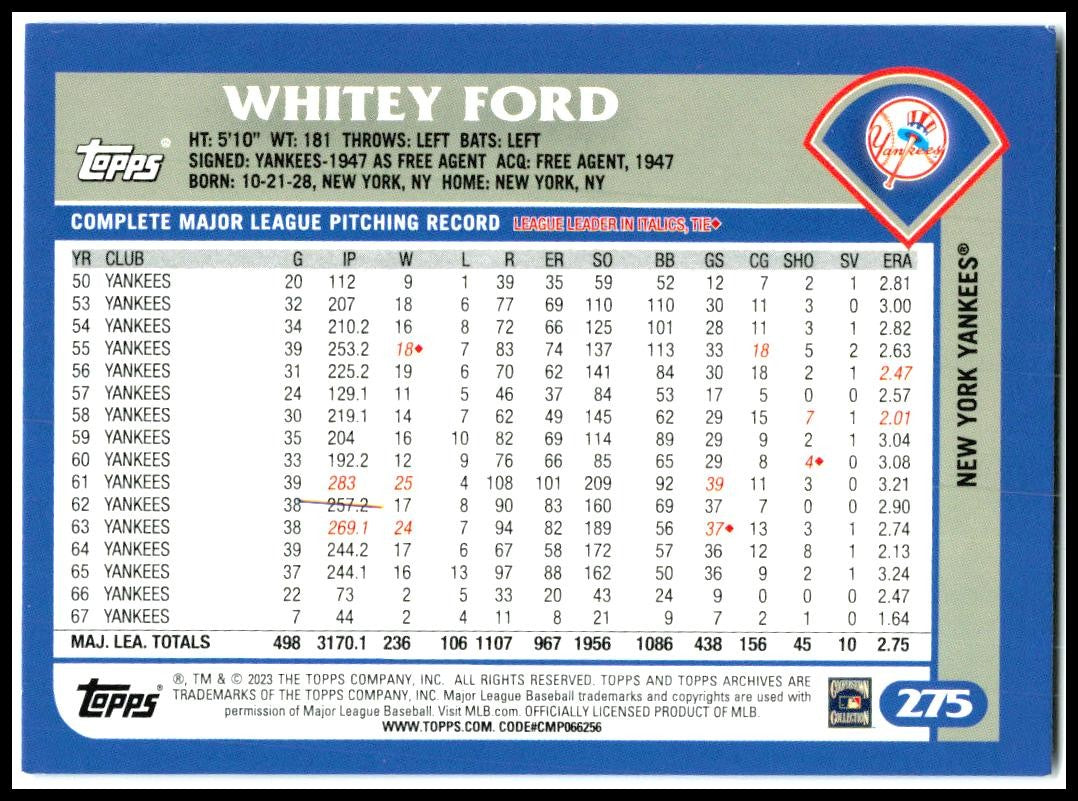 WHITEY FORD
Topps®
HT: 5'10" WT: 181 THROWS: LEFT BATS: LEFT
SIGNED: YANKEES-1947 AS FREE AGENT ACQ: FREE AGENT, 1947
BORN: 10-21-28, NEW YORK, NY HOME: NEW YORK, NY
Yankees
COMPLETE MAJOR LEAGUE PITCHING RECORD LEAGUE LEADER IN ITALICS, TIE♦
YR CLUB G IP W L R ER SO BB GS CG SHO SV ERA
50 YANKEES 20 112 9 1 39 35 59 52 12 7 2 1 2.81
53 YANKEES 32 207 18 6 77 69 110 110 30 11 3 0 3.00
54 YANKEES 34 210.2 16 8 72 66 125 101 28 11 3 1 2.82
55 YANKEES 39 253.2 18♦ 7 83 74 137 113 33 18 5 2 2.63
56 YANKEES 31 225.2 19 6 70 62 141 84 30 18 2 1 2.47
57 YANKEES 24 129.1 11 5 46 37 84 53 17 5 0 0 2.57
58 YANKEES 30 219.1 14 7 62 49 145 62 29 15 7 1 2.01
59 YANKEES 35 204 16 10 82 69 114 89 29 9 2 1 3.04
60 YANKEES 33 192.2 12 9 76 66 85 65 29 8 4♦ 0 3.08
61 YANKEES 39 283 25 4 108 101 209 92 39 11 3 0 3.21
62 YANKEES 38 257.2 17 8 90 83 160 69 37 7 0 0 2.90
63 YANKEES 38 269.1 24 7 94 82 189 56 37♦ 13 3 1 2.74
64 YANKEES 39 244.2 17 6 67 58 172 57 36 12 8 1 2.13
65 YANKEES 37 244.1 16 13 97 88 162 50 36 9 2 1 3.24
66 YANKEES 22 73 2 5 33 20 43 24 9 0 0 0 2.47
67 YANKEES 7 44 2 4 11 8 21 9 7 2 1 0 1.64
MAJ. LEA. TOTALS 498 3170.1 236 106 1107 967 1956 1086 438 156 45 10 2.75
NEW YORK YANKEES®
Topps®
®, TM & © 2023 THE TOPPS COMPANY, INC. ALL RIGHTS RESERVED. TOPPS AND TOPPS ARCHIVES ARE
TRADEMARKS OF THE TOPPS COMPANY, INC. Major League Baseball trademarks and copyrights are used with
permission of Major League Baseball. Visit MLB.com. OFFICIALLY LICENSED PRODUCT OF MLB.
WWW.TOPPS.COM. CODE#CMP066256
COOPERSTOWN
COLLECTION
275